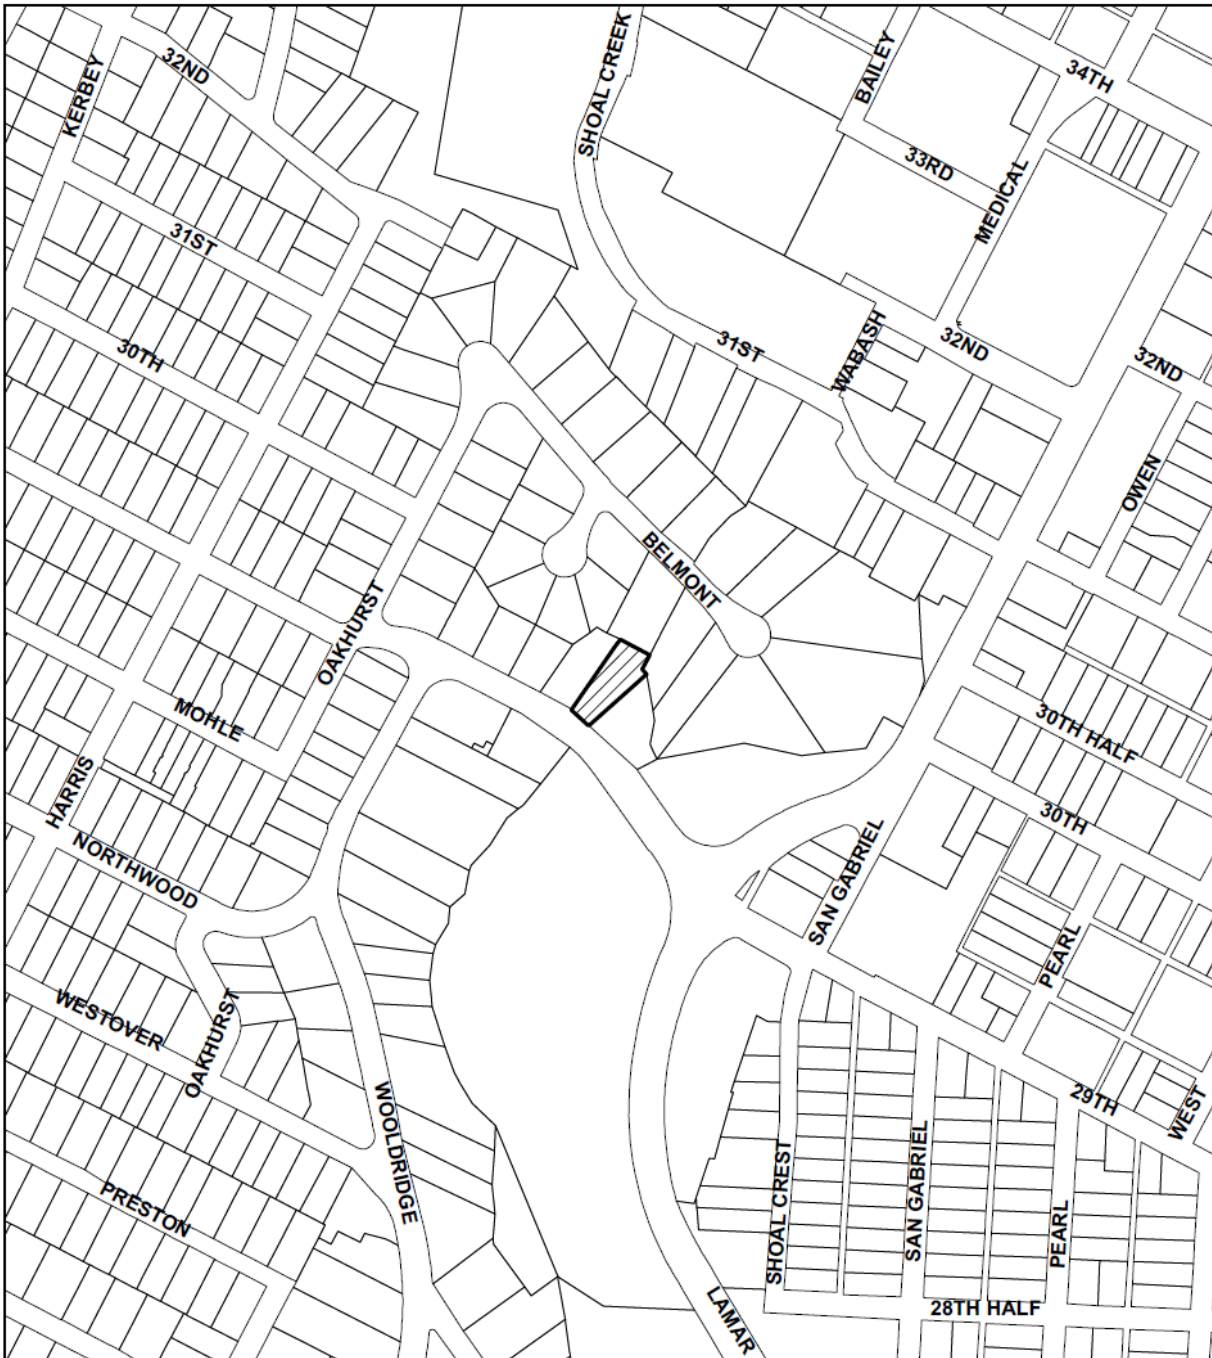 SHOAL CREEK
BAILEY
34TH
32ND
KERBEY
33RD
MEDICAL
31ST
30TH
31ST
WABASH
32ND
32ND
OWEN
BELMONT
OAKHURST
MOHLE
30TH HALF
HARRIS
30TH
NORTHWOOD
SAN GABRIEL
PEARL
WESTOVER
OAKHURST
WOOLDRIDGE
29TH
WEST
PRESTON
SHOAL CREST
SAN GABRIEL
PEARL
28TH HALF
LAMAR